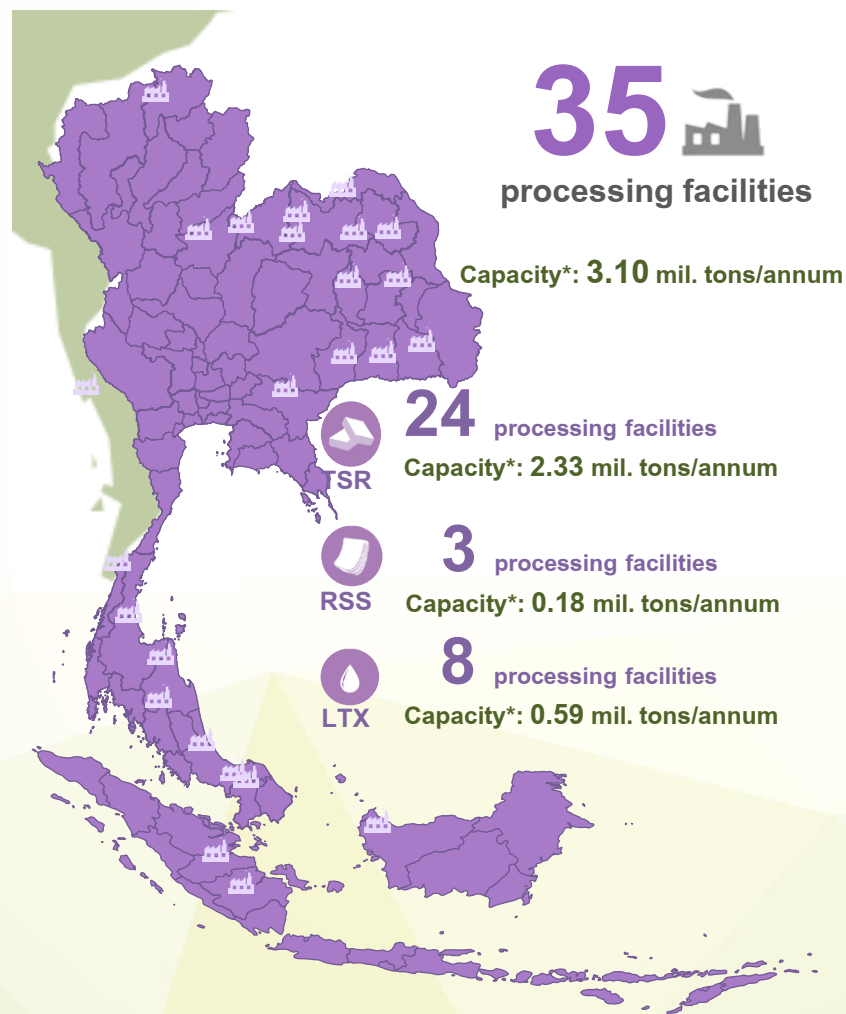 35
processing facilities
Capacity*: 3.10 mil. tons/annum
24 processing facilities
Capacity*: 2.33 mil. tons/annum
TSR
3 processing facilities
Capacity*: 0.18 mil. tons/annum
RSS
8 processing facilities
Capacity*: 0.59 mil. tons/annum
LTX